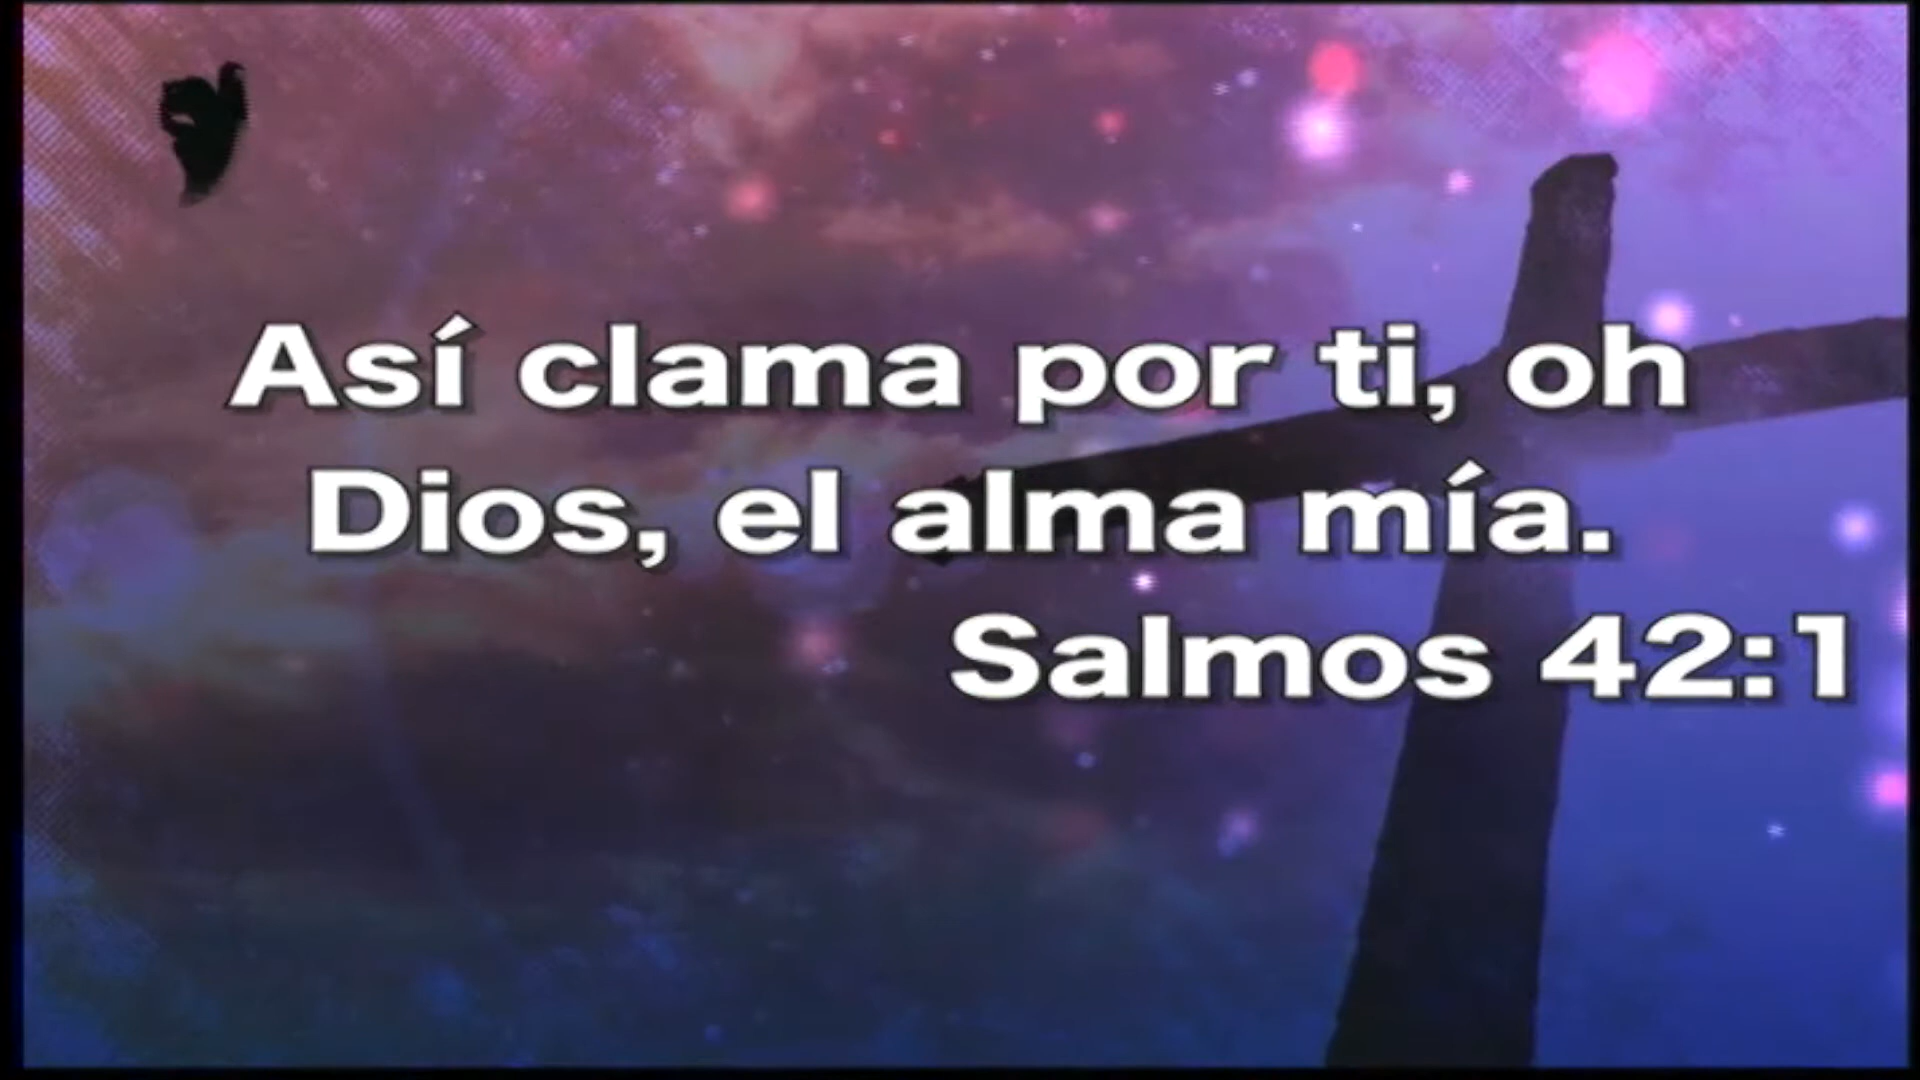 Así clama por ti, oh
Dios, el alma mía.
Salmos 42:1